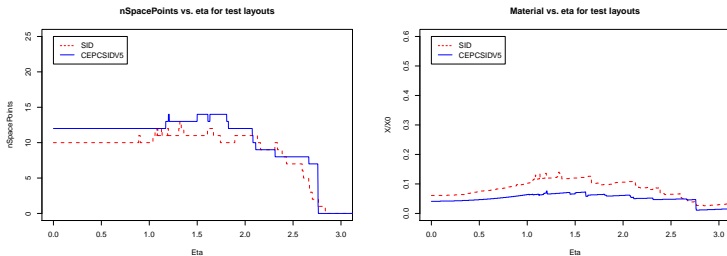 nSpacePoints vs. eta for test layouts
SID
CEPCSIDV5
nSpacePoints
25
20
15
10
5
0
0.0 0.5 1.0 1.5 2.0 2.5 3.0
Eta
Material vs. eta for test layouts
SID
CEPCSIDV5
X/X0
0.6
0.5
0.4
0.3
0.2
0.1
0.0
0.0 0.5 1.0 1.5 2.0 2.5 3.0
Eta